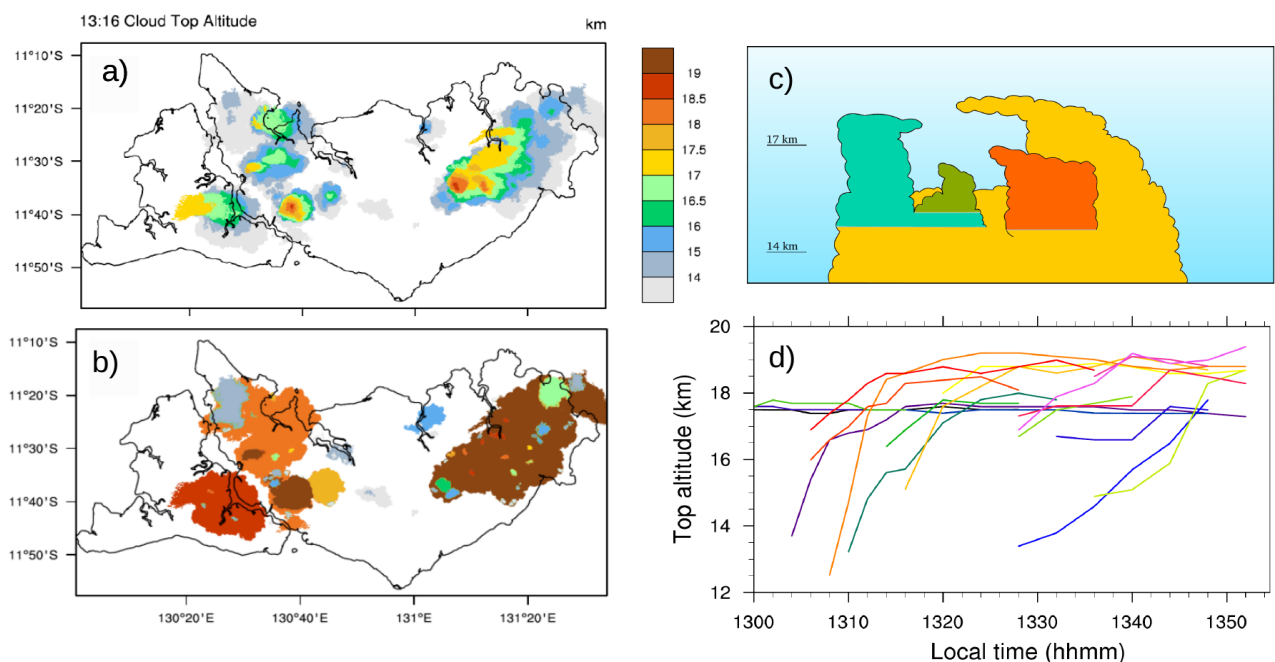 13:16 Cloud Top Altitude
km
a)
11°10'S
11°20'S
11°30'S
11°40'S
11°50'S
19
18.5
18
17.5
17
16.5
16
15
14
b)
11°10'S
11°20'S
11°30'S
11°40'S
11°50'S
130°20'E
130°40'E
131°E
131°20'E
c)
17 km
14 km
d)
Top altitude (km)
20
18
16
14
12
1300
1310
1320
1330
1340
1350
Local time (hhmm)